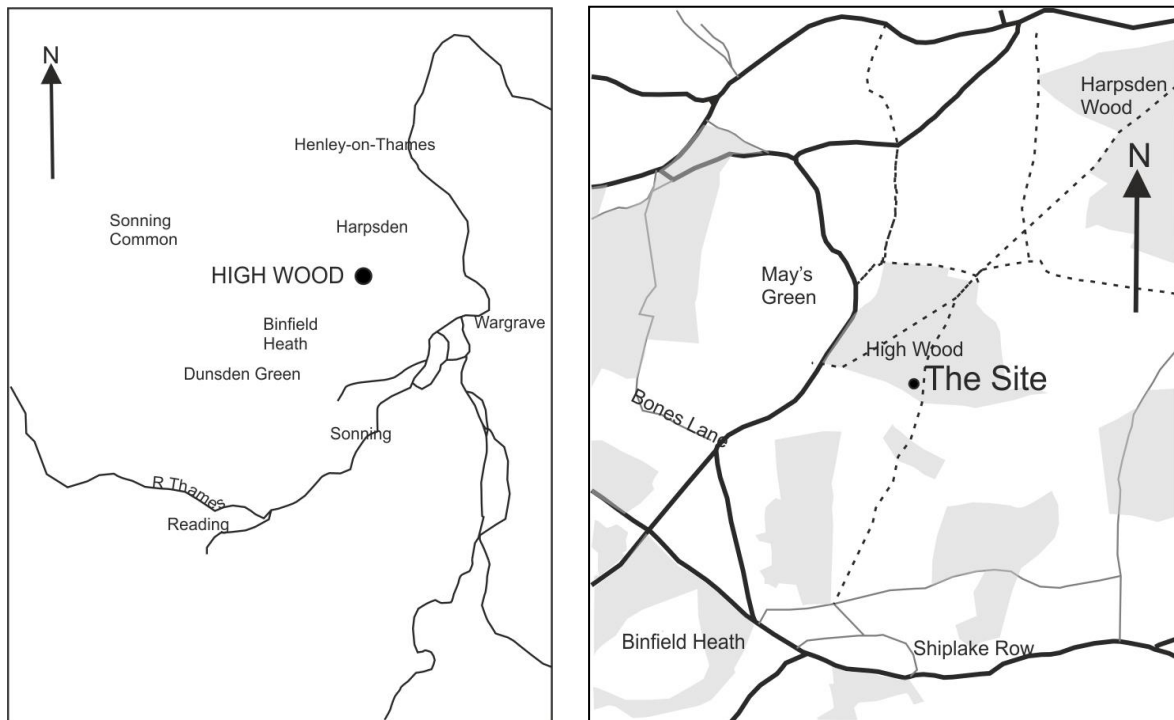 N
Henley-on-Thames
Sonning
Common
Harpsden
HIGH WOOD
Binfield
Heath
Wargrave
Dunsden Green
Sonning
R Thames
Reading
Harpsden
Wood
N
May's
Green
High Wood
The Site
Bones Lane
Binfield Heath
Shiplake Row